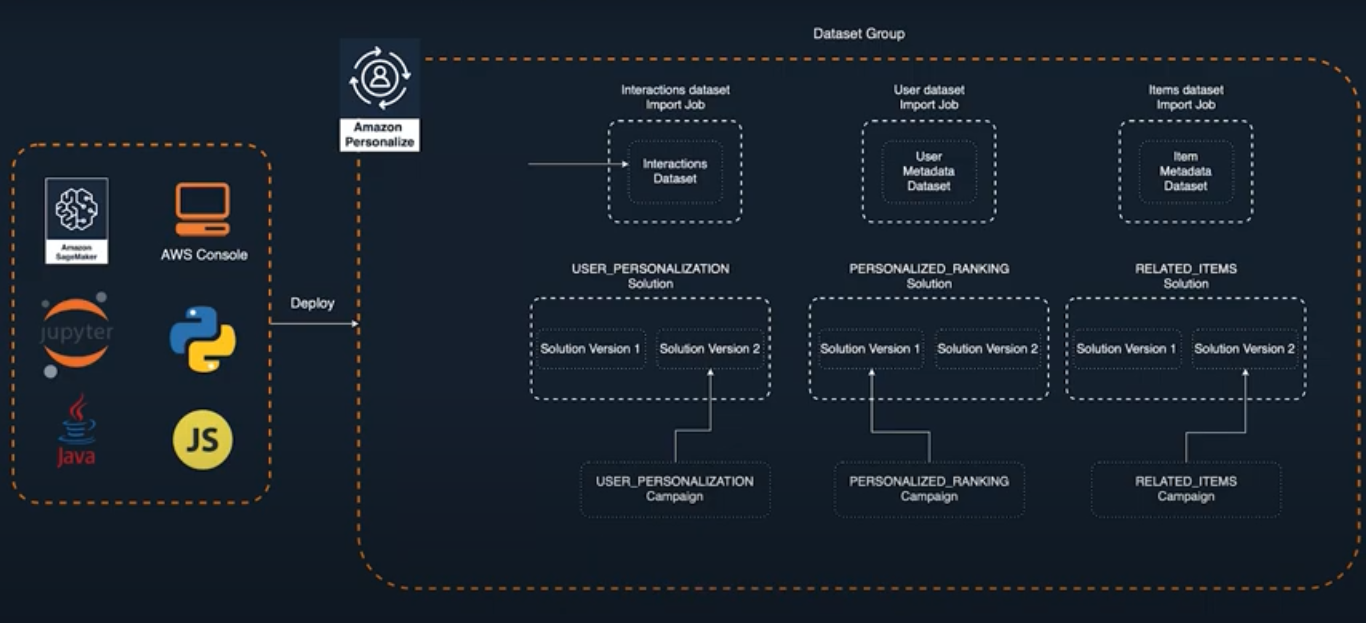 Dataset Group
Amazon
Personalize
Interactions dataset
Import Job
User dataset
Import Job
Items dataset
Import Job
Interactions
Dataset
User
Metadata
Dataset
Item
Metadata
Dataset
Amazon
SageMaker
AWS Console
jupyter
Java
JS
Deploy
USER_PERSONALIZATION
Solution
PERSONALIZED_RANKING
Solution
RELATED_ITEMS
Solution
Solution Version 1
Solution Version 2
Solution Version 1
Solution Version 2
Solution Version 1
Solution Version 2
USER_PERSONALIZATION
Campaign
PERSONALIZED_RANKING
Campaign
RELATED_ITEMS
Campaign